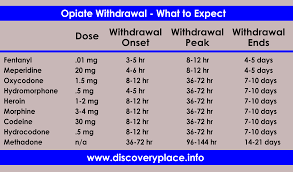 Opiate Withdrawal - What to Expect
Dose Withdrawal Onset Withdrawal Peak Withdrawal Ends
Fentanyl .01 mg 3-5 hr 8-12 hr 4-5 days
Meperidine 20 mg 4-6 hr 8-12 hr 4-5 days
Oxycodone 1.5 mg 8-12 hr 36-72 hr 7-10 days
Hydromorphone .5 mg 4-5 hr 36-72 hr 7-10 days
Heroin 1-2 mg 8-12 hr 36-72 hr 7-10 days
Morphine 3-4 mg 8-12 hr 36-72 hr 7-10 days
Codeine 30 mg 8-12 hr 36-72 hr 7-10 days
Hydrocodone .5 mg 8-12 hr 36-72 hr 7-10 days
Methadone n/a 36-72 hr 96-144 hr 14-21 days
www.discoveryplace.info